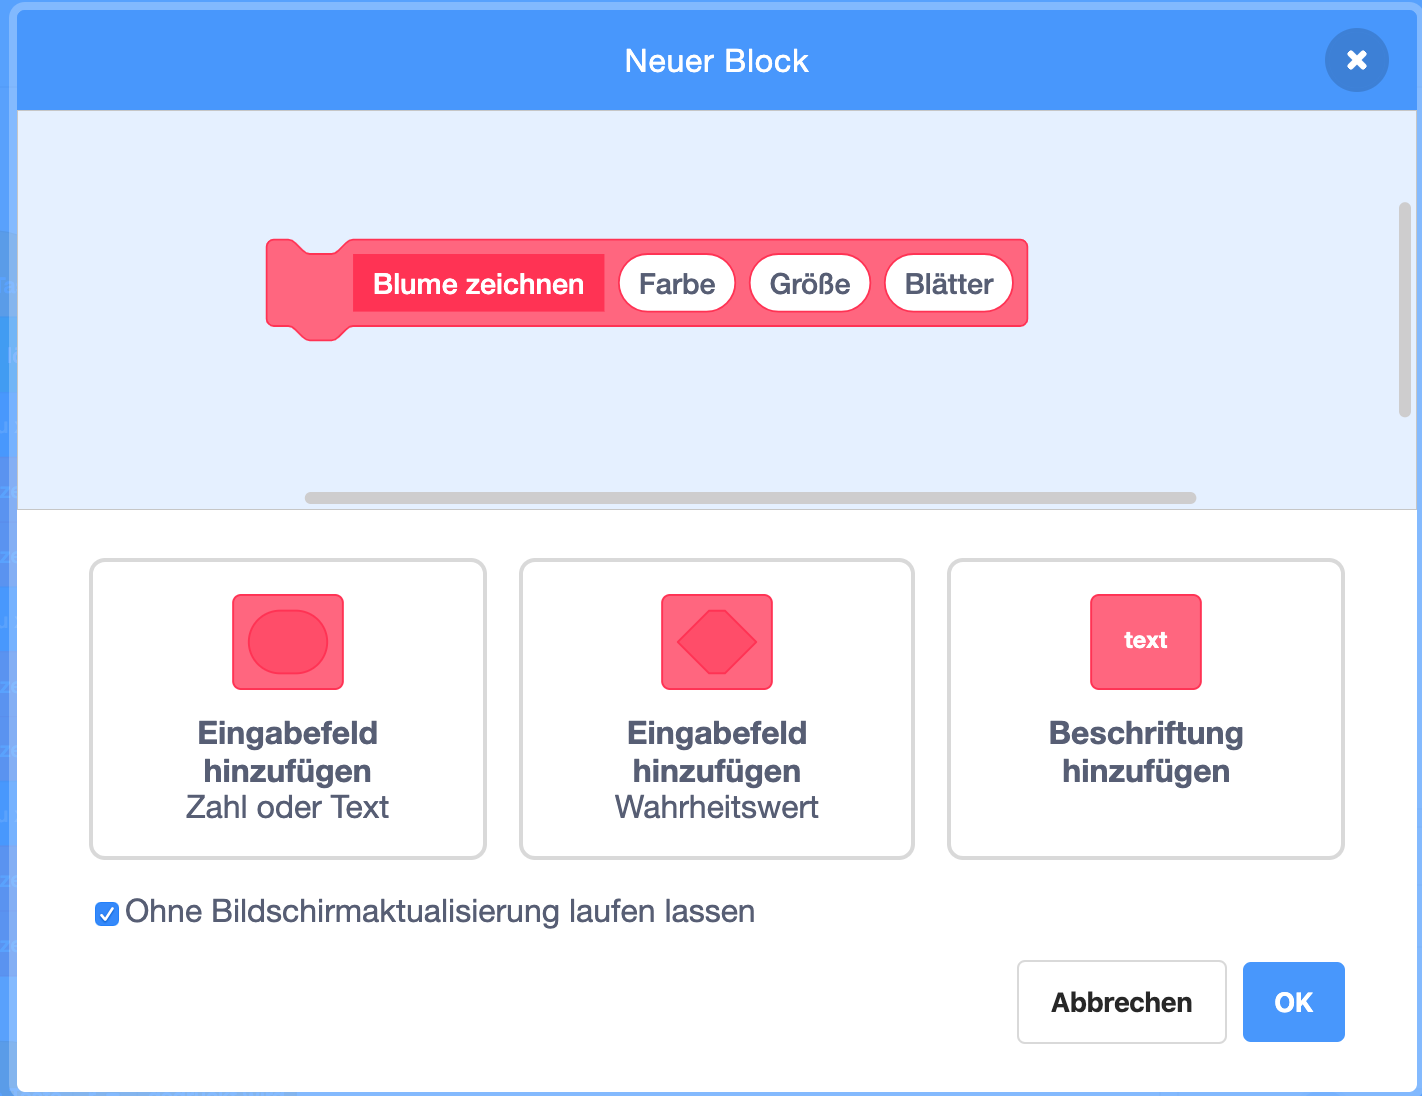 Neuer Block
Blume zeichnen Farbe Größe Blätter
text
Eingabefeld
hinzufügen
Zahl oder Text
Eingabefeld
hinzufügen
Wahrheitswert
Beschriftung
hinzufügen
Ohne Bildschirmaktualisierung laufen lassen
Abbrechen
OK